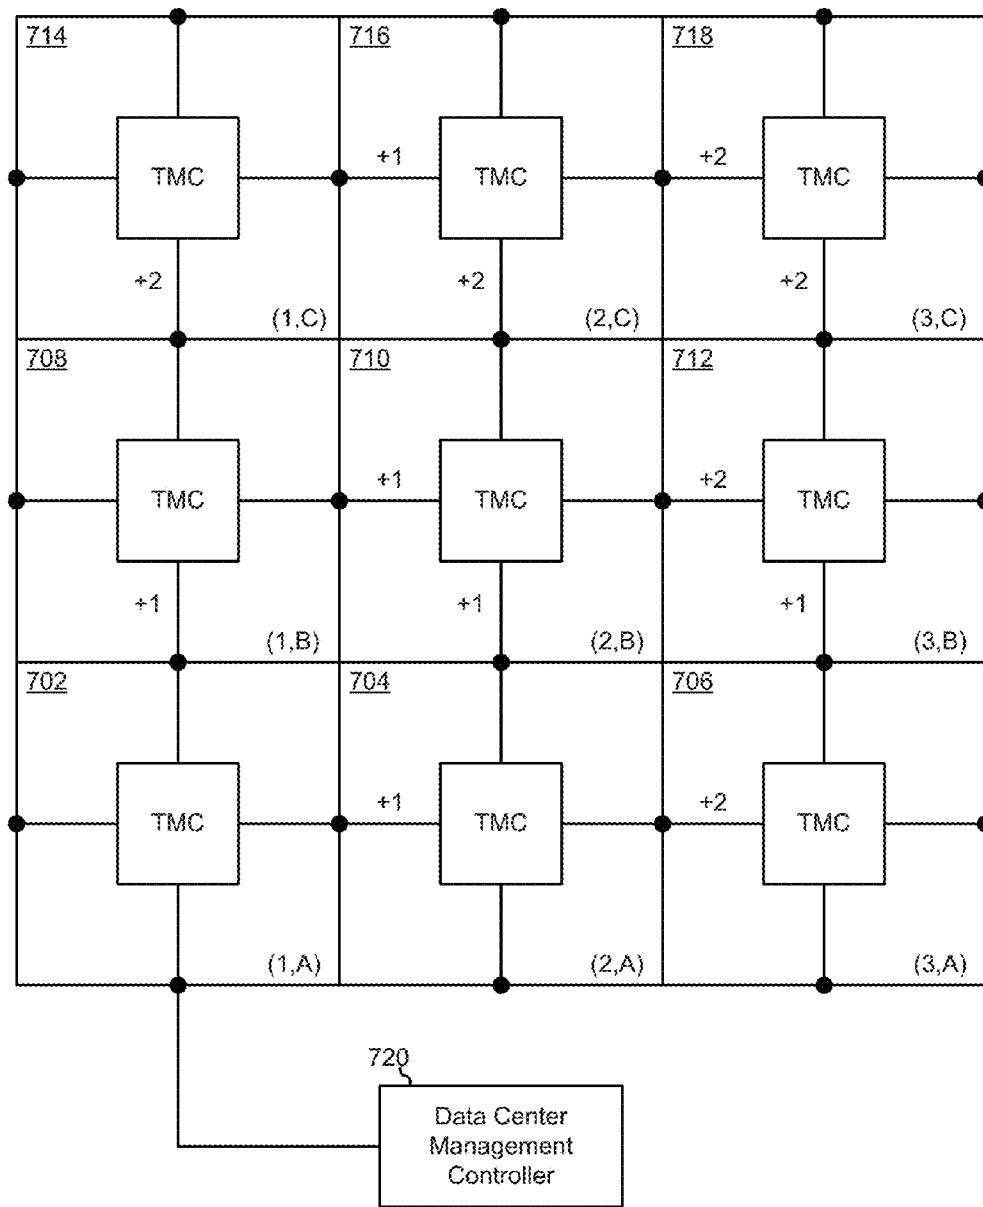 714 716 718
+1 +2
TMC TMC TMC
+2 +2 +2
(1,C) (2,C) (3,C)
708 710 712
+1 +2
TMC TMC TMC
+1 +1 +1
(1,B) (2,B) (3,B)
702 704 706
+1 +2
TMC TMC TMC
(1,A) (2,A) (3,A)
720
Data Center
Management
Controller